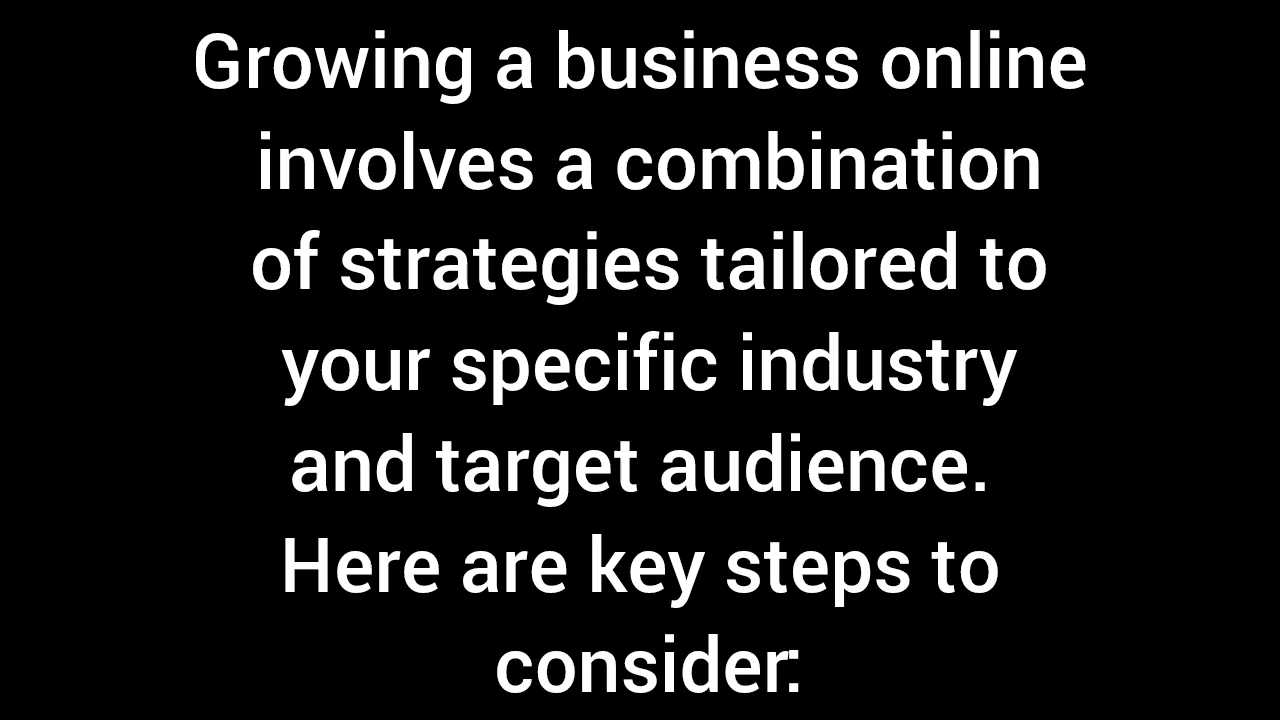 Growing a business online
involves a combination
of strategies tailored to
your specific industry
and target audience.
Here are key steps to
consider: